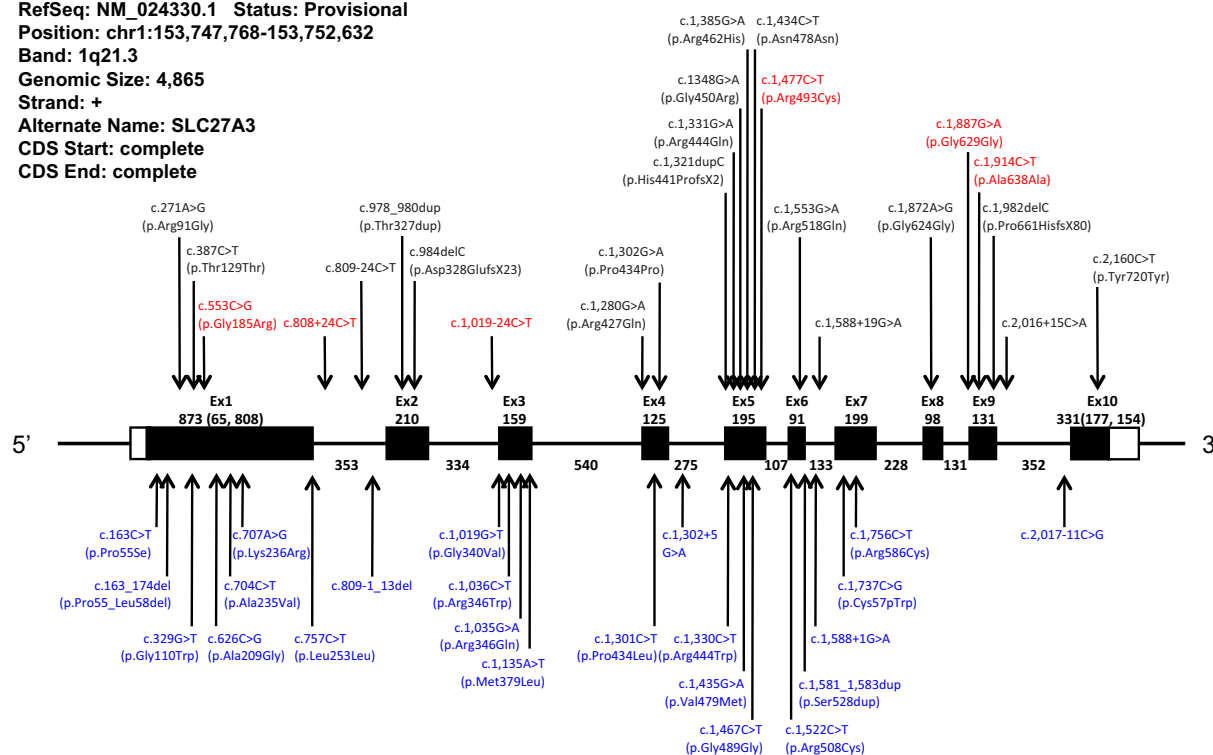 RefSeq: NM_024330.1 Status: Provisional
Position: chr1:153,747,768-153,752,632
Band: 1q21.3
Genomic Size: 4,865
Strand: +
Alternate Name: SLC27A3
CDS Start: complete
CDS End: complete
c.1,385G>A
(p.Arg462His)
c.1,434C>T
(p.Asn478Asn)
c.1348G>A
(p.Gly450Arg)
c.1,477C>T
(p.Arg493Cys)
c.1,331G>A
(p.Arg444Gln)
c.1,321dupC
(p.His441ProfsX2)
c.1,887G>A
(p.Gly629Gly)
c.1,914C>T
(p.Ala638Ala)
c.271A>G
(p.Arg91Gly)
c.387C>T
(p.Thr129Thr)
c.553C>G
(p.Gly185Arg)
c.808+24C>T
c.809-24C>T
c.978_980dup
(p.Thr327dup)
c.984delC
(p.Asp328GlufsX23)
c.1,019-24C>T
c.1,302G>A
(p.Pro434Pro)
c.1,280G>A
(p.Arg427Gln)
c.1,553G>A
(p.Arg518Gln)
c.1,588+19G>A
c.1,872A>G
(p.Gly624Gly)
c.1,982delC
(p.Pro661HisfsX80)
c.2,016+15C>A
c.2,160C>T
(p.Tyr720Tyr)
Ex1 Ex2 Ex3 Ex4 Ex5 Ex6 Ex7 Ex8 Ex9 Ex10
873 (65, 808) 210 159 125 195 91 199 98 131 331(177, 154)
5’ 3
353 334 540 275 107 133 228 131 352
c.163C>T
(p.Pro55Se)
c.163_174del
(p.Pro55_Leu58del)
c.329G>T
(p.Gly110Trp)
c.707A>G
(p.Lys236Arg)
c.704C>T
(p.Ala235Val)
c.626C>G
(p.Ala209Gly)
c.757C>T
(p.Leu253Leu)
c.809-1_13del
c.1,019G>T
(p.Gly340Val)
c.1,036C>T
(p.Arg346Trp)
c.1,035G>A
(p.Arg346Gln)
c.1,135A>T
(p.Met379Leu)
c.1,302+5
G>A
c.1,301C>T
(p.Pro434Leu)
c.1,330C>T
(p.Arg444Trp)
c.1,435G>A
(p.Val479Met)
c.1,467C>T
(p.Gly489Gly)
c.1,756C>T
(p.Arg586Cys)
c.1,737C>G
(p.Cys57pTrp)
c.1,588+1G>A
c.1,581_1,583dup
(p.Ser528dup)
c.1,522C>T
(p.Arg508Cys)
c.2,017-11C>G